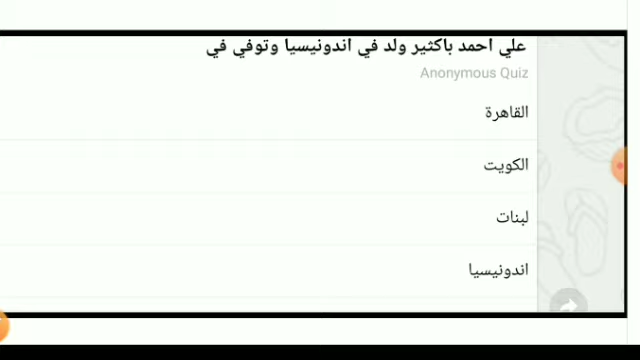 علي احمد باكثير ولد في اندونيسيا وتوفي في
Anonymous Quiz
القاهرة
الكويت
لبنات
اندونيسيا